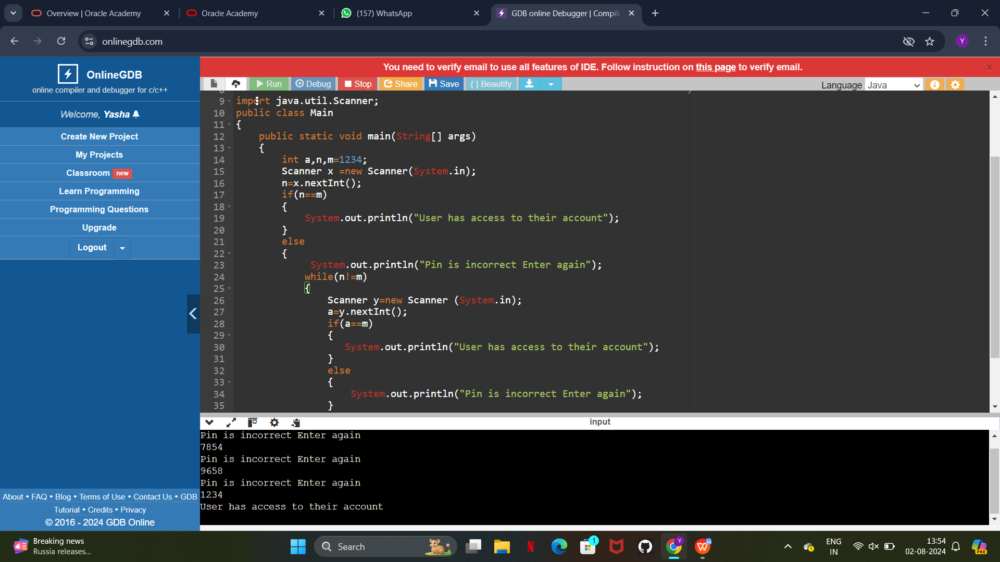 Overview | Oracle Academy
Oracle Academy
(157) WhatsApp
GDB online Debugger | Compile
onlinegdb.com
Y
OnlineGDB
online compiler and debugger for c/c++
Welcome, Yasha
Create New Project
My Projects
Classroom new
Learn Programming
Programming Questions
Upgrade
Logout
About • FAQ • Blog • Terms of Use • Contact Us • GDB
Tutorial • Credits • Privacy
© 2016 - 2024 GDB Online
You need to verify email to use all features of IDE. Follow instruction on this page to verify email.
Run Debug Stop Share Save { } Beautify Language Java
9 import java.util.Scanner;
10 public class Main
11 {
12 public static void main(String[] args)
13 {
14 int a,n,m=1234;
15 Scanner x =new Scanner(System.in);
16 n=x.nextInt();
17 if(n==m)
18 {
19 System.out.println("User has access to their account");
20 }
21 else
22 {
23 System.out.println("Pin is incorrect Enter again");
24 while(n!=m)
25 {
26 Scanner y=new Scanner (System.in);
27 a=y.nextInt();
28 if(a==m)
29 {
30 System.out.println("User has access to their account");
31 }
32 else
33 {
34 System.out.println("Pin is incorrect Enter again");
35 }
input
Pin is incorrect Enter again
7854
Pin is incorrect Enter again
9658
Pin is incorrect Enter again
1234
User has access to their account
Breaking news
Russia releases...
Search
1
Y
W
ENG
IN
13:54
02-08-2024
PRE